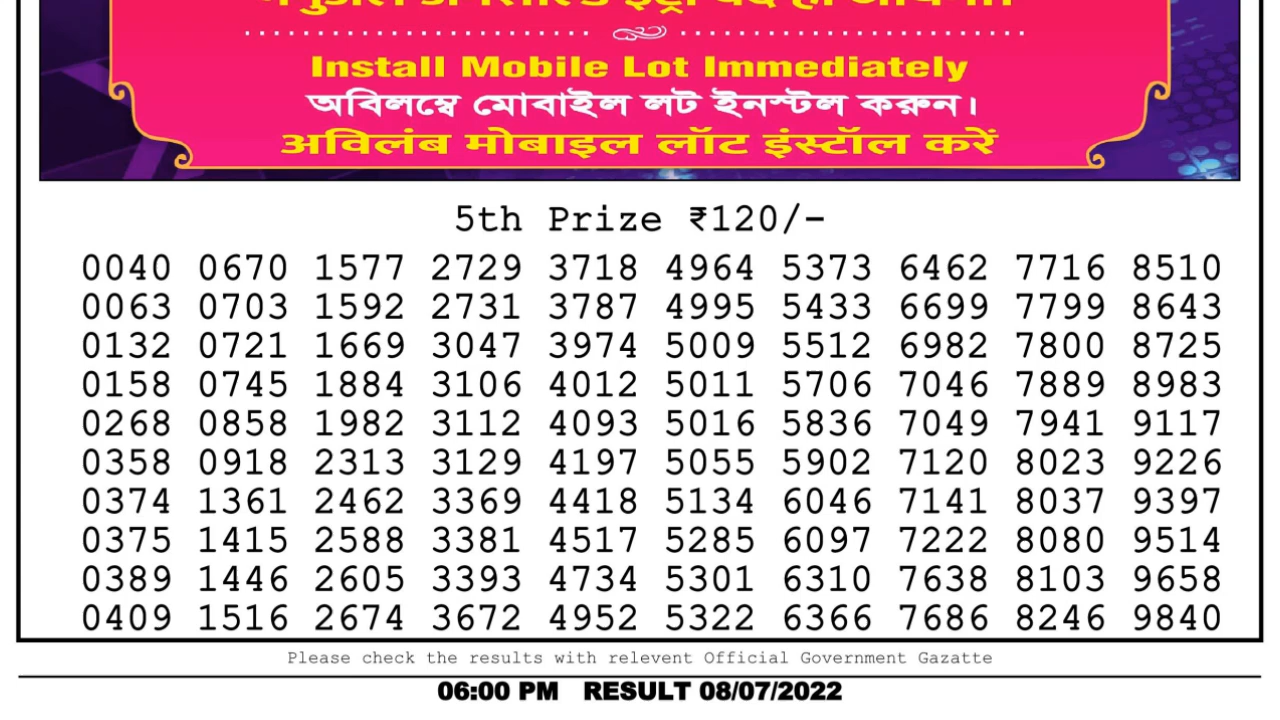 Install Mobile Lot Immediately
অবিলম্বে মোবাইল লট ইনস্টল করুন।
अविलंब मोबाइल लॉट इंस्टॉल करें
5th Prize ₹120/-
0040 0670 1577 2729 3718 4964 5373 6462 7716 8510
0063 0703 1592 2731 3787 4995 5433 6699 7799 8643
0132 0721 1669 3047 3974 5009 5512 6982 7800 8725
0158 0745 1884 3106 4012 5011 5706 7046 7889 8983
0268 0858 1982 3112 4093 5016 5836 7049 7941 9117
0358 0918 2313 3129 4197 5055 5902 7120 8023 9226
0374 1361 2462 3369 4418 5134 6046 7141 8037 9397
0375 1415 2588 3381 4517 5285 6097 7222 8080 9514
0389 1446 2605 3393 4734 5301 6310 7638 8103 9658
0409 1516 2674 3672 4952 5322 6366 7686 8246 9840
Please check the results with relevent Official Government Gazatte
06:00 PM RESULT 08/07/2022